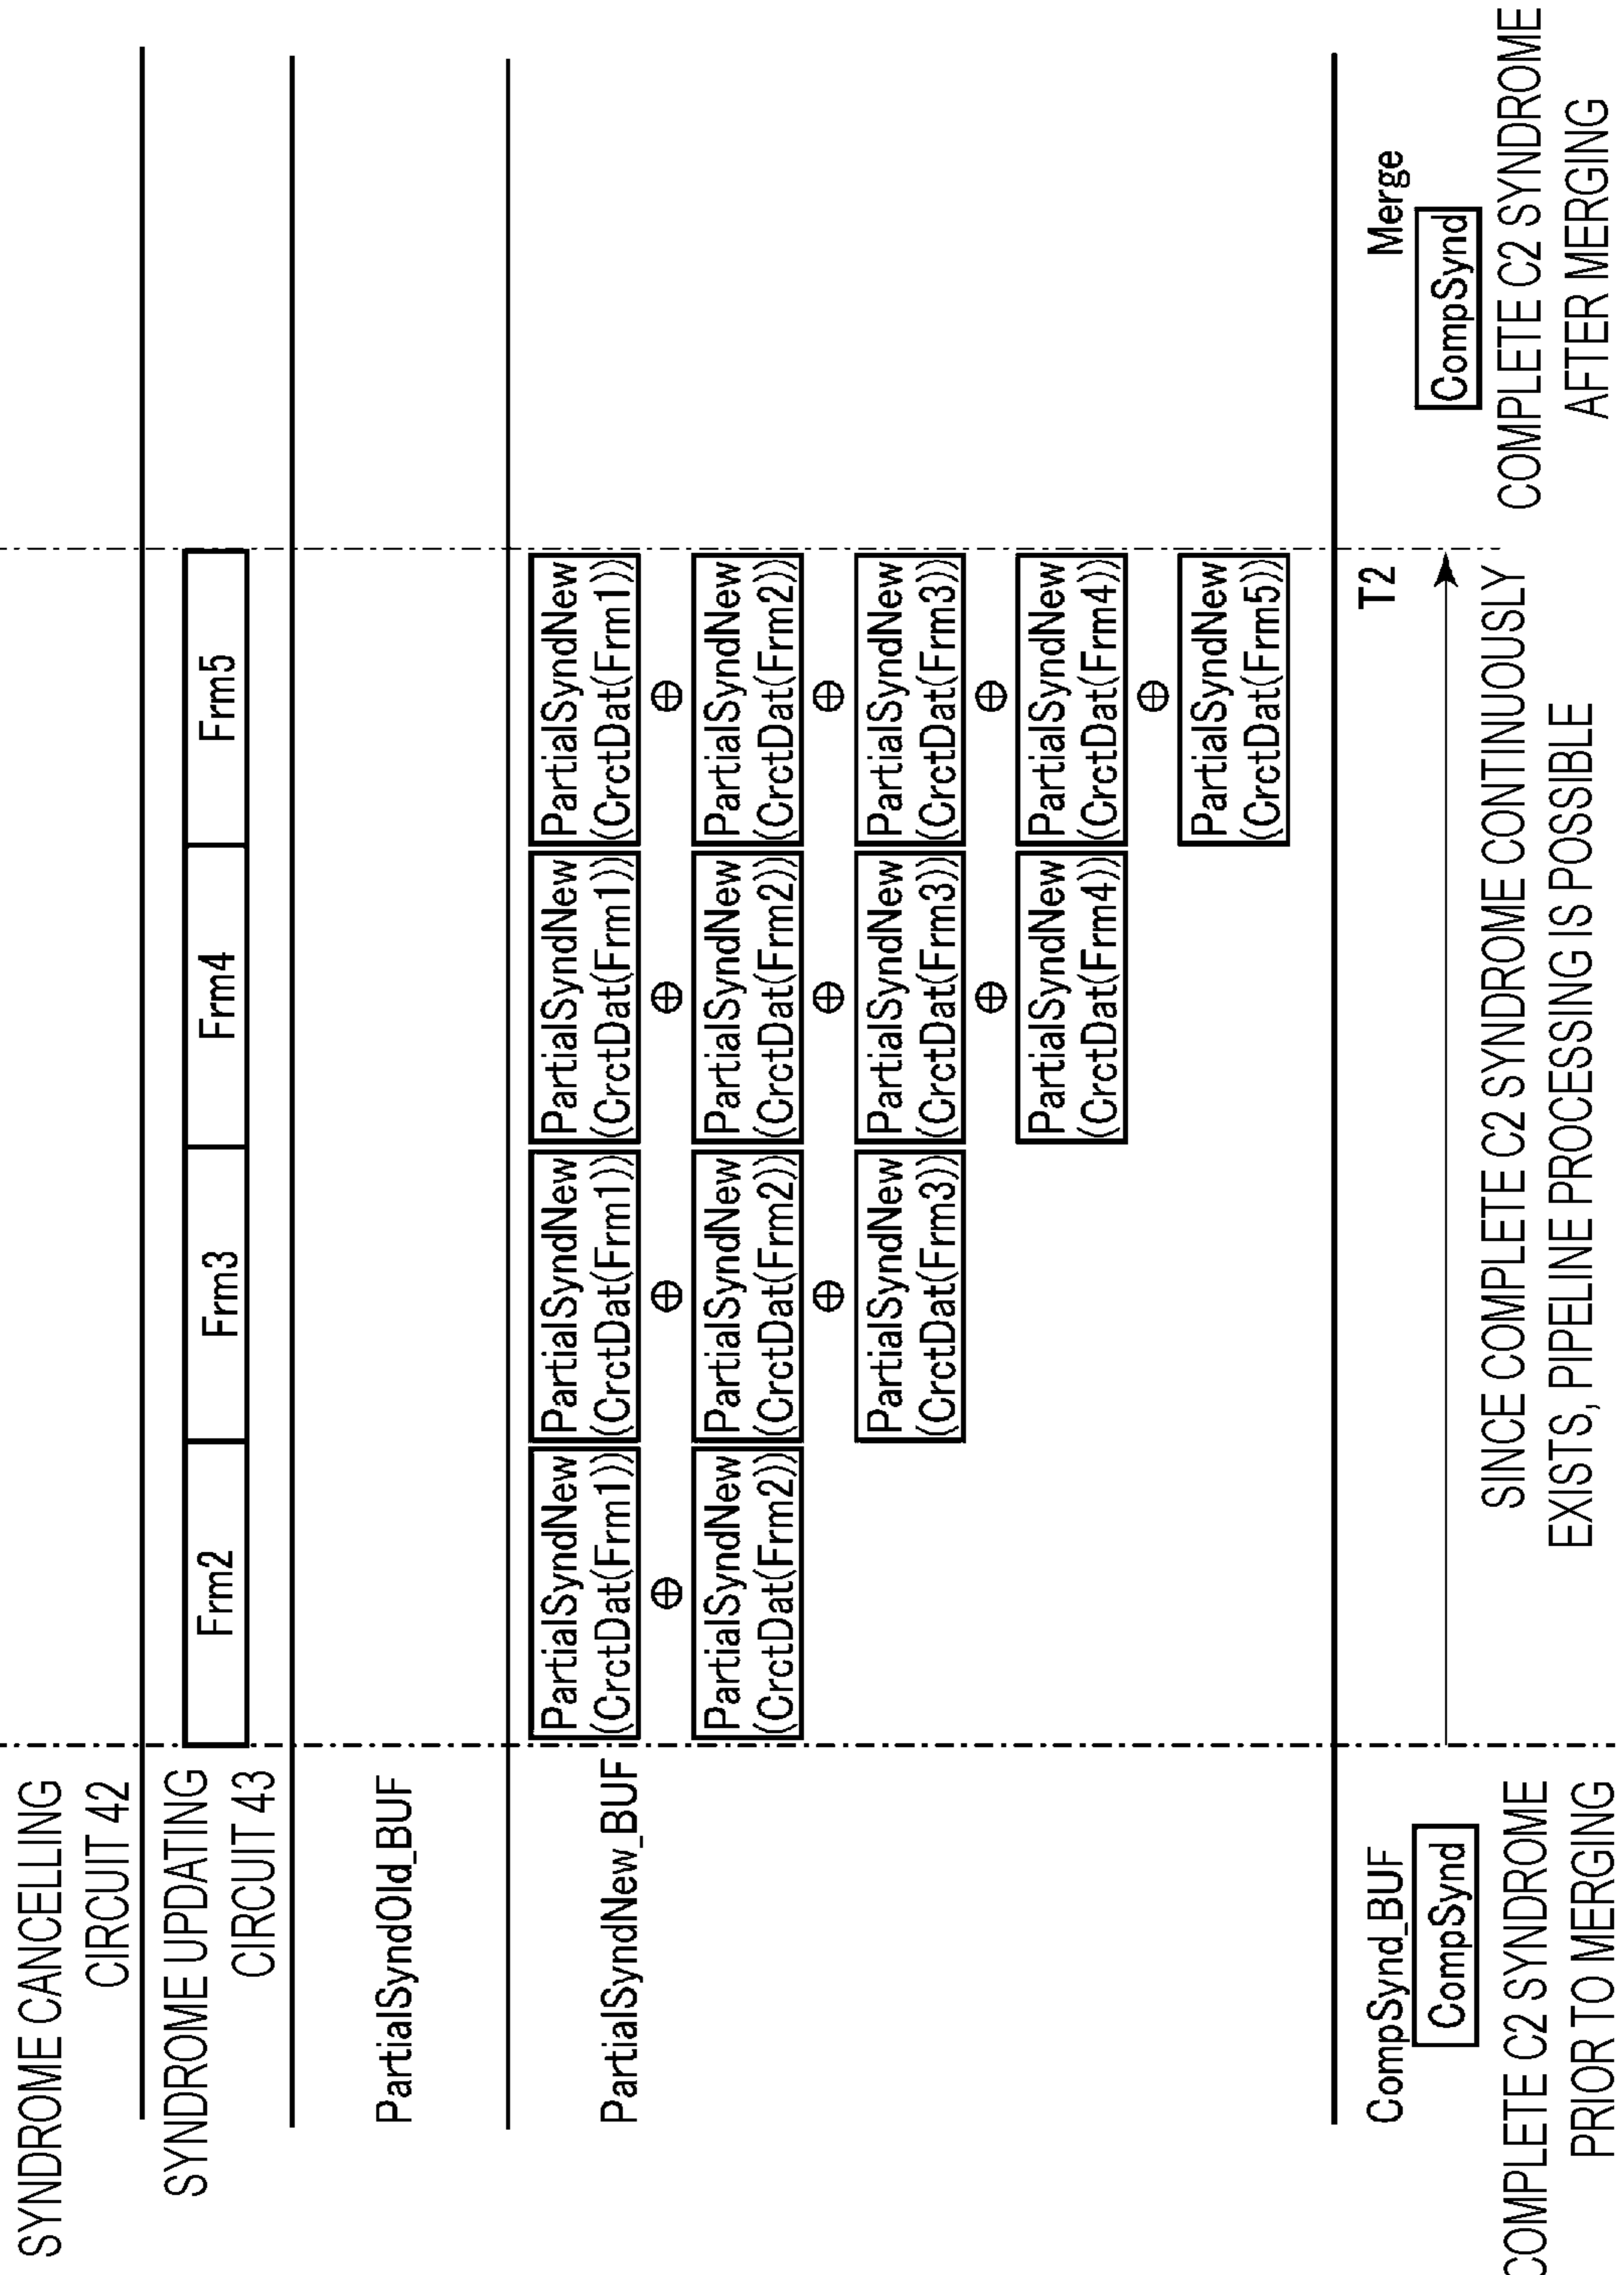 SYNDROME CANCELLING
CIRCUIT 42
SYNDROME UPDATING
CIRCUIT 43
Frm2
Frm3
Frm4
Frm5
PartialSyndOld_BUF
PartialSyndNew_BUF
PartialSyndNew
(CrctDat(Frm1))
⊕
PartialSyndNew
(CrctDat(Frm2))
PartialSyndNew
(CrctDat(Frm1))
⊕
PartialSyndNew
(CrctDat(Frm2))
⊕
PartialSyndNew
(CrctDat(Frm3))
PartialSyndNew
(CrctDat(Frm1))
⊕
PartialSyndNew
(CrctDat(Frm2))
⊕
PartialSyndNew
(CrctDat(Frm3))
⊕
PartialSyndNew
(CrctDat(Frm4))
PartialSyndNew
(CrctDat(Frm1))
⊕
PartialSyndNew
(CrctDat(Frm2))
⊕
PartialSyndNew
(CrctDat(Frm3))
⊕
PartialSyndNew
(CrctDat(Frm4))
⊕
PartialSyndNew
(CrctDat(Frm5))
CompSynd_BUF
CompSynd
COMPLETE C2 SYNDROME
PRIOR TO MERGING
T2
SINCE COMPLETE C2 SYNDROME CONTINUOUSLY
EXISTS, PIPELINE PROCESSING IS POSSIBLE
Merge
CompSynd
COMPLETE C2 SYNDROME
AFTER MERGING